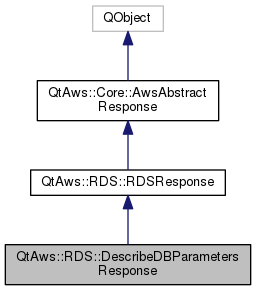 QObject
QtAws::Core::AwsAbstract
Response
QtAws::RDS::RDSResponse
QtAws::RDS::DescribeDBParameters
Response